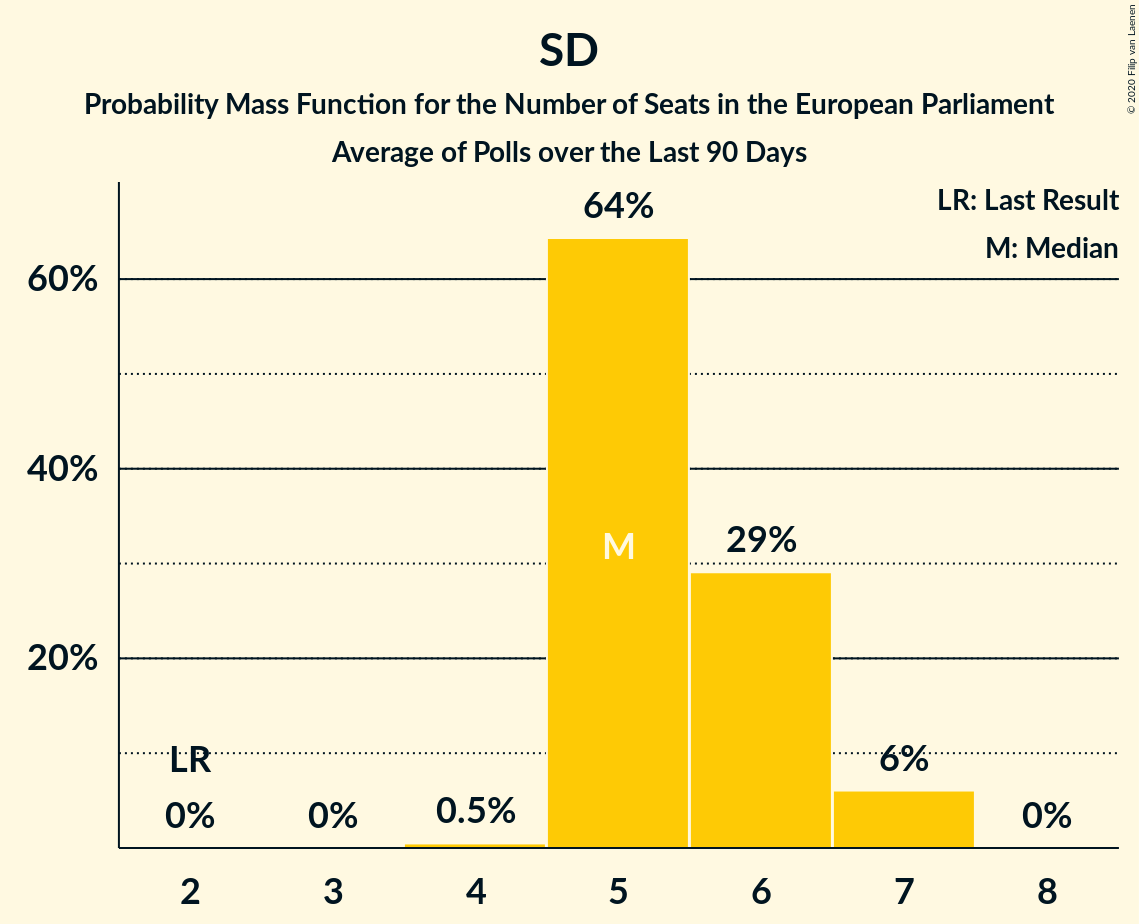 SD
Probability Mass Function for the Number of Seats in the European Parliament
Average of Polls over the Last 90 Days
© 2020 Filip van Laenen
LR: Last Result
M: Median
64%
60%
40%
M
29%
20%
LR
6%
0%
0%
0.5%
0%
2 3 4 5 6 7 8